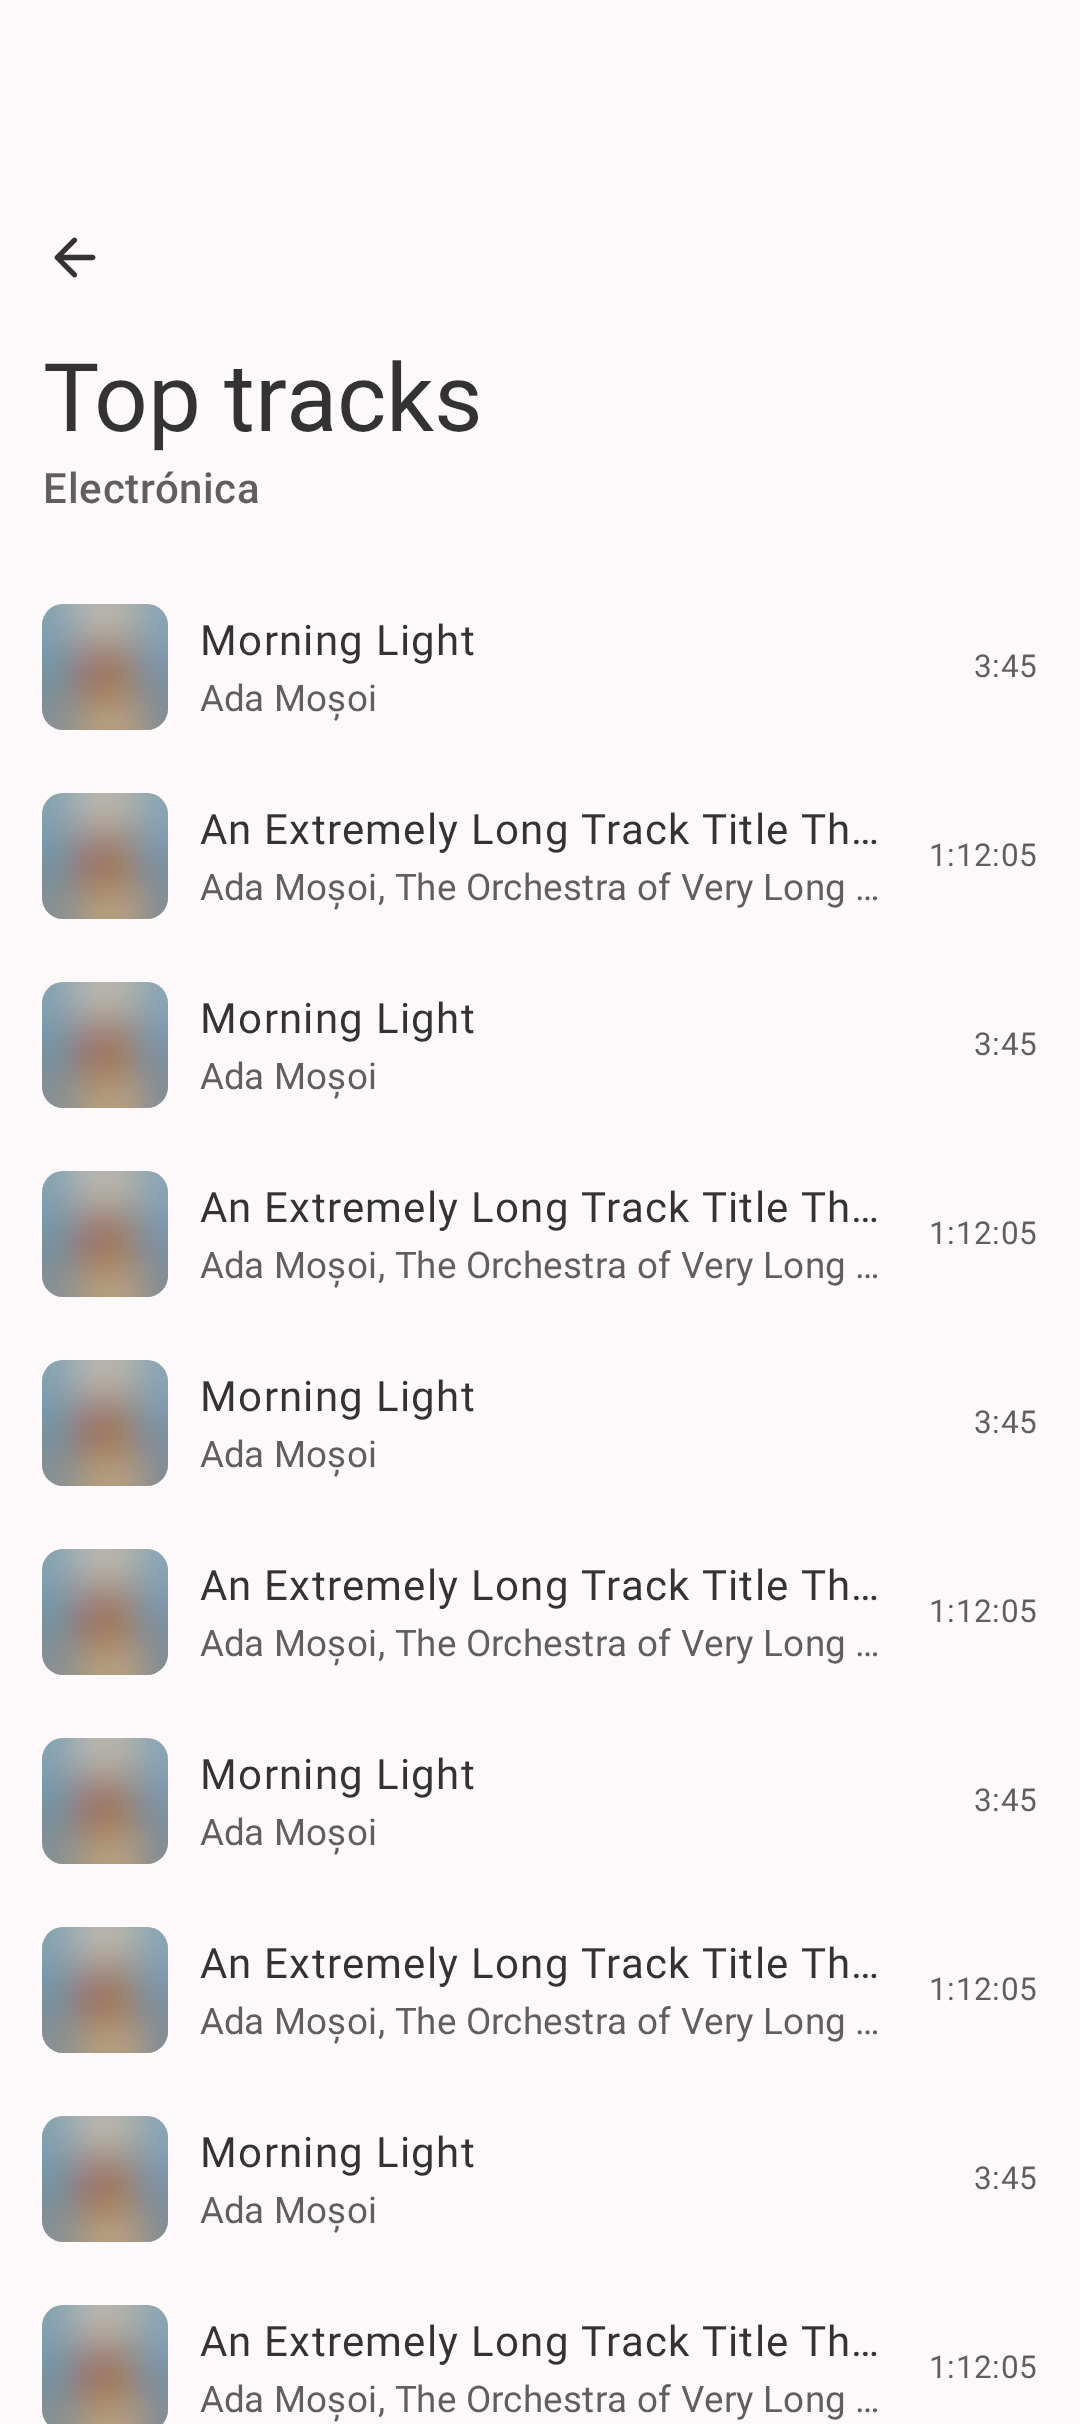 Top tracks
Electrónica
Morning Light
Ada Moșoi
3:45
An Extremely Long Track Title Th…
Ada Moșoi, The Orchestra of Very Long …
1:12:05
Morning Light
Ada Moșoi
3:45
An Extremely Long Track Title Th…
Ada Moșoi, The Orchestra of Very Long …
1:12:05
Morning Light
Ada Moșoi
3:45
An Extremely Long Track Title Th…
Ada Moșoi, The Orchestra of Very Long …
1:12:05
Morning Light
Ada Moșoi
3:45
An Extremely Long Track Title Th…
Ada Moșoi, The Orchestra of Very Long …
1:12:05
Morning Light
Ada Moșoi
3:45
An Extremely Long Track Title Th…
Ada Moșoi, The Orchestra of Very Long …
1:12:05